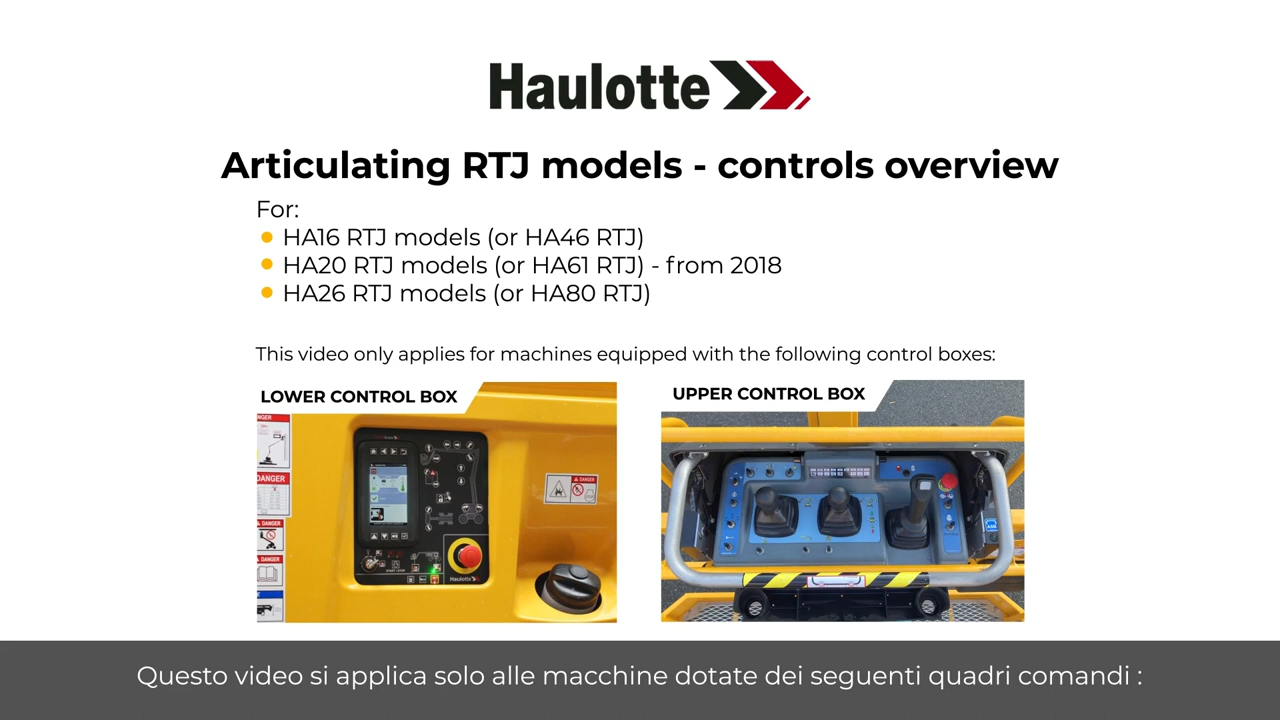 Haulotte
Articulating RTJ models - controls overview
For:
HA16 RTJ models (or HA46 RTJ)
HA20 RTJ models (or HA61 RTJ) - from 2018
HA26 RTJ models (or HA80 RTJ)
This video only applies for machines equipped with the following control boxes:
LOWER CONTROL BOX
UPPER CONTROL BOX
DANGER
DANGER
DANGER
DANGER
DANGER
Haulotte
Questo video si applica solo alle macchine dotate dei seguenti quadri comandi :